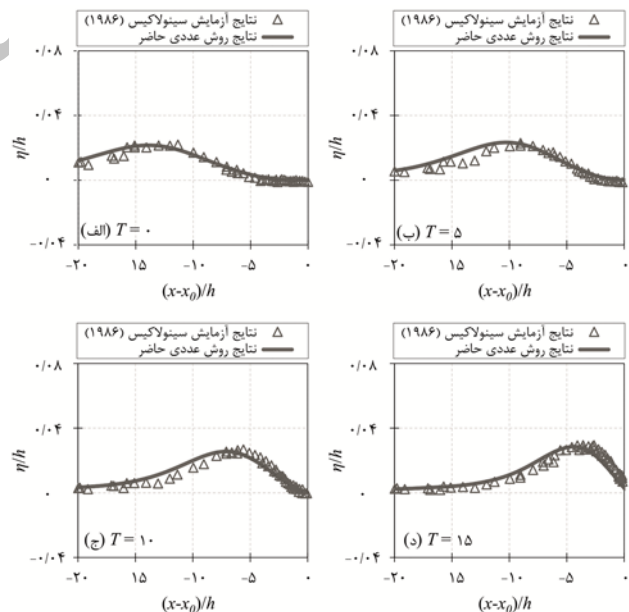 نتایج آزمایش سینولاکیس (۱۹۸۶)
نتایج روش عددی حاضر
۰/۰۸
۰/۰۴
۰
-۰/۰۴
η/h
(الف) T = ۰
-۲۰ ۱۵ -۱۰ -۵ ۰
(x-x₀)/h
نتایج آزمایش سینولاکیس (۱۹۸۶)
نتایج روش عددی حاضر
۰/۰۸
۰/۰۴
۰
-۰/۰۴
η/h
(ب) T = ۵
-۲۰ ۱۵ -۱۰ -۵ ۰
(x-x₀)/h
نتایج آزمایش سینولاکیس (۱۹۸۶)
نتایج روش عددی حاضر
۰/۰۸
۰/۰۴
۰
-۰/۰۴
η/h
(ج) T = ۱۰
-۲۰ ۱۵ -۱۰ -۵ ۰
(x-x₀)/h
نتایج آزمایش سینولاکیس (۱۹۸۶)
نتایج روش عددی حاضر
۰/۰۸
۰/۰۴
۰
-۰/۰۴
η/h
(د) T = ۱۵
-۲۰ ۱۵ -۱۰ -۵ ۰
(x-x₀)/h